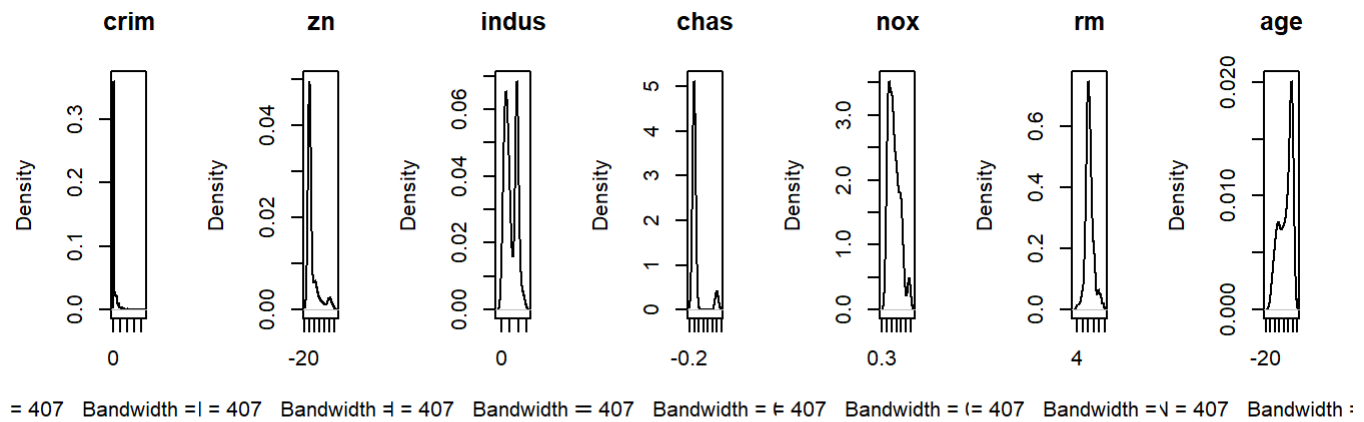 crim zn indus chas nox rm age
Density 0.0 0.1 0.2 0.3
Density 0.00 0.02 0.04
Density 0.00 0.02 0.04 0.06
Density 0 1 2 3 4 5
Density 0.0 1.0 2.0 3.0
Density 0.0 0.2 0.4 0.6
Density 0.000 0.010 0.020
0 -20 0 -0.2 0.3 4 -20
= 407 Bandwidth = = 407 Bandwidth = = 407 Bandwidth = = 407 Bandwidth = = 407 Bandwidth = = 407 Bandwidth = N = 407 Bandwidth =